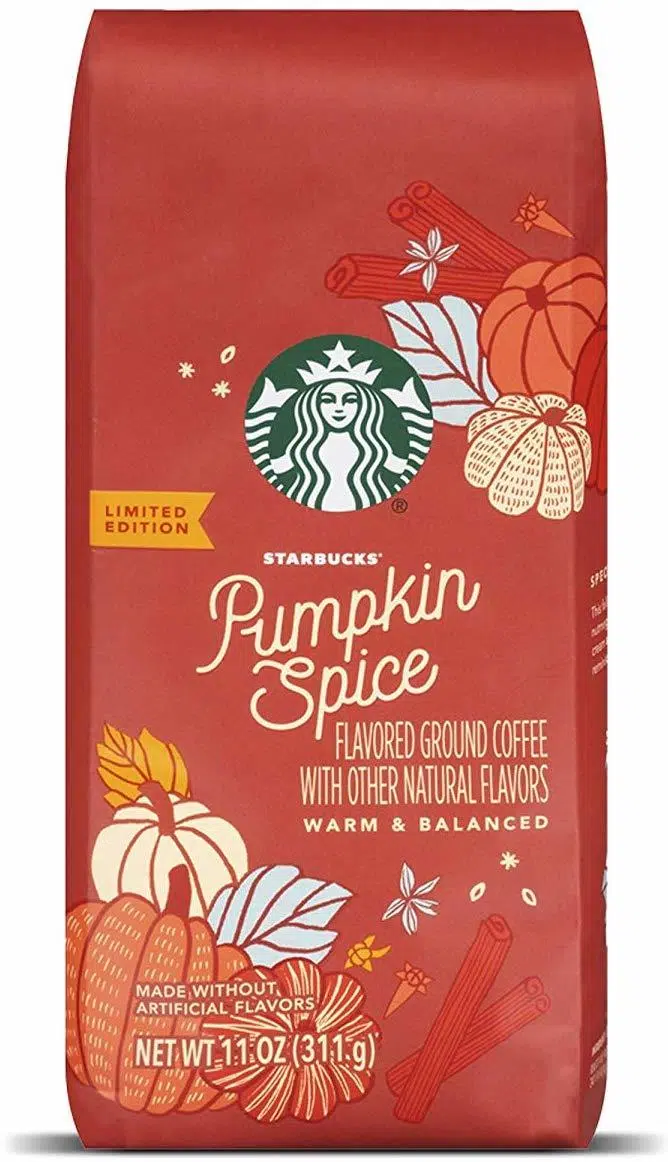 LIMITED
EDITION
STARBUCKS®
Pumpkin
Spice
FLAVORED GROUND COFFEE
WITH OTHER NATURAL FLAVORS
WARM & BALANCED
MADE WITHOUT
ARTIFICIAL FLAVORS
NET WT 11 OZ (311 g)
®